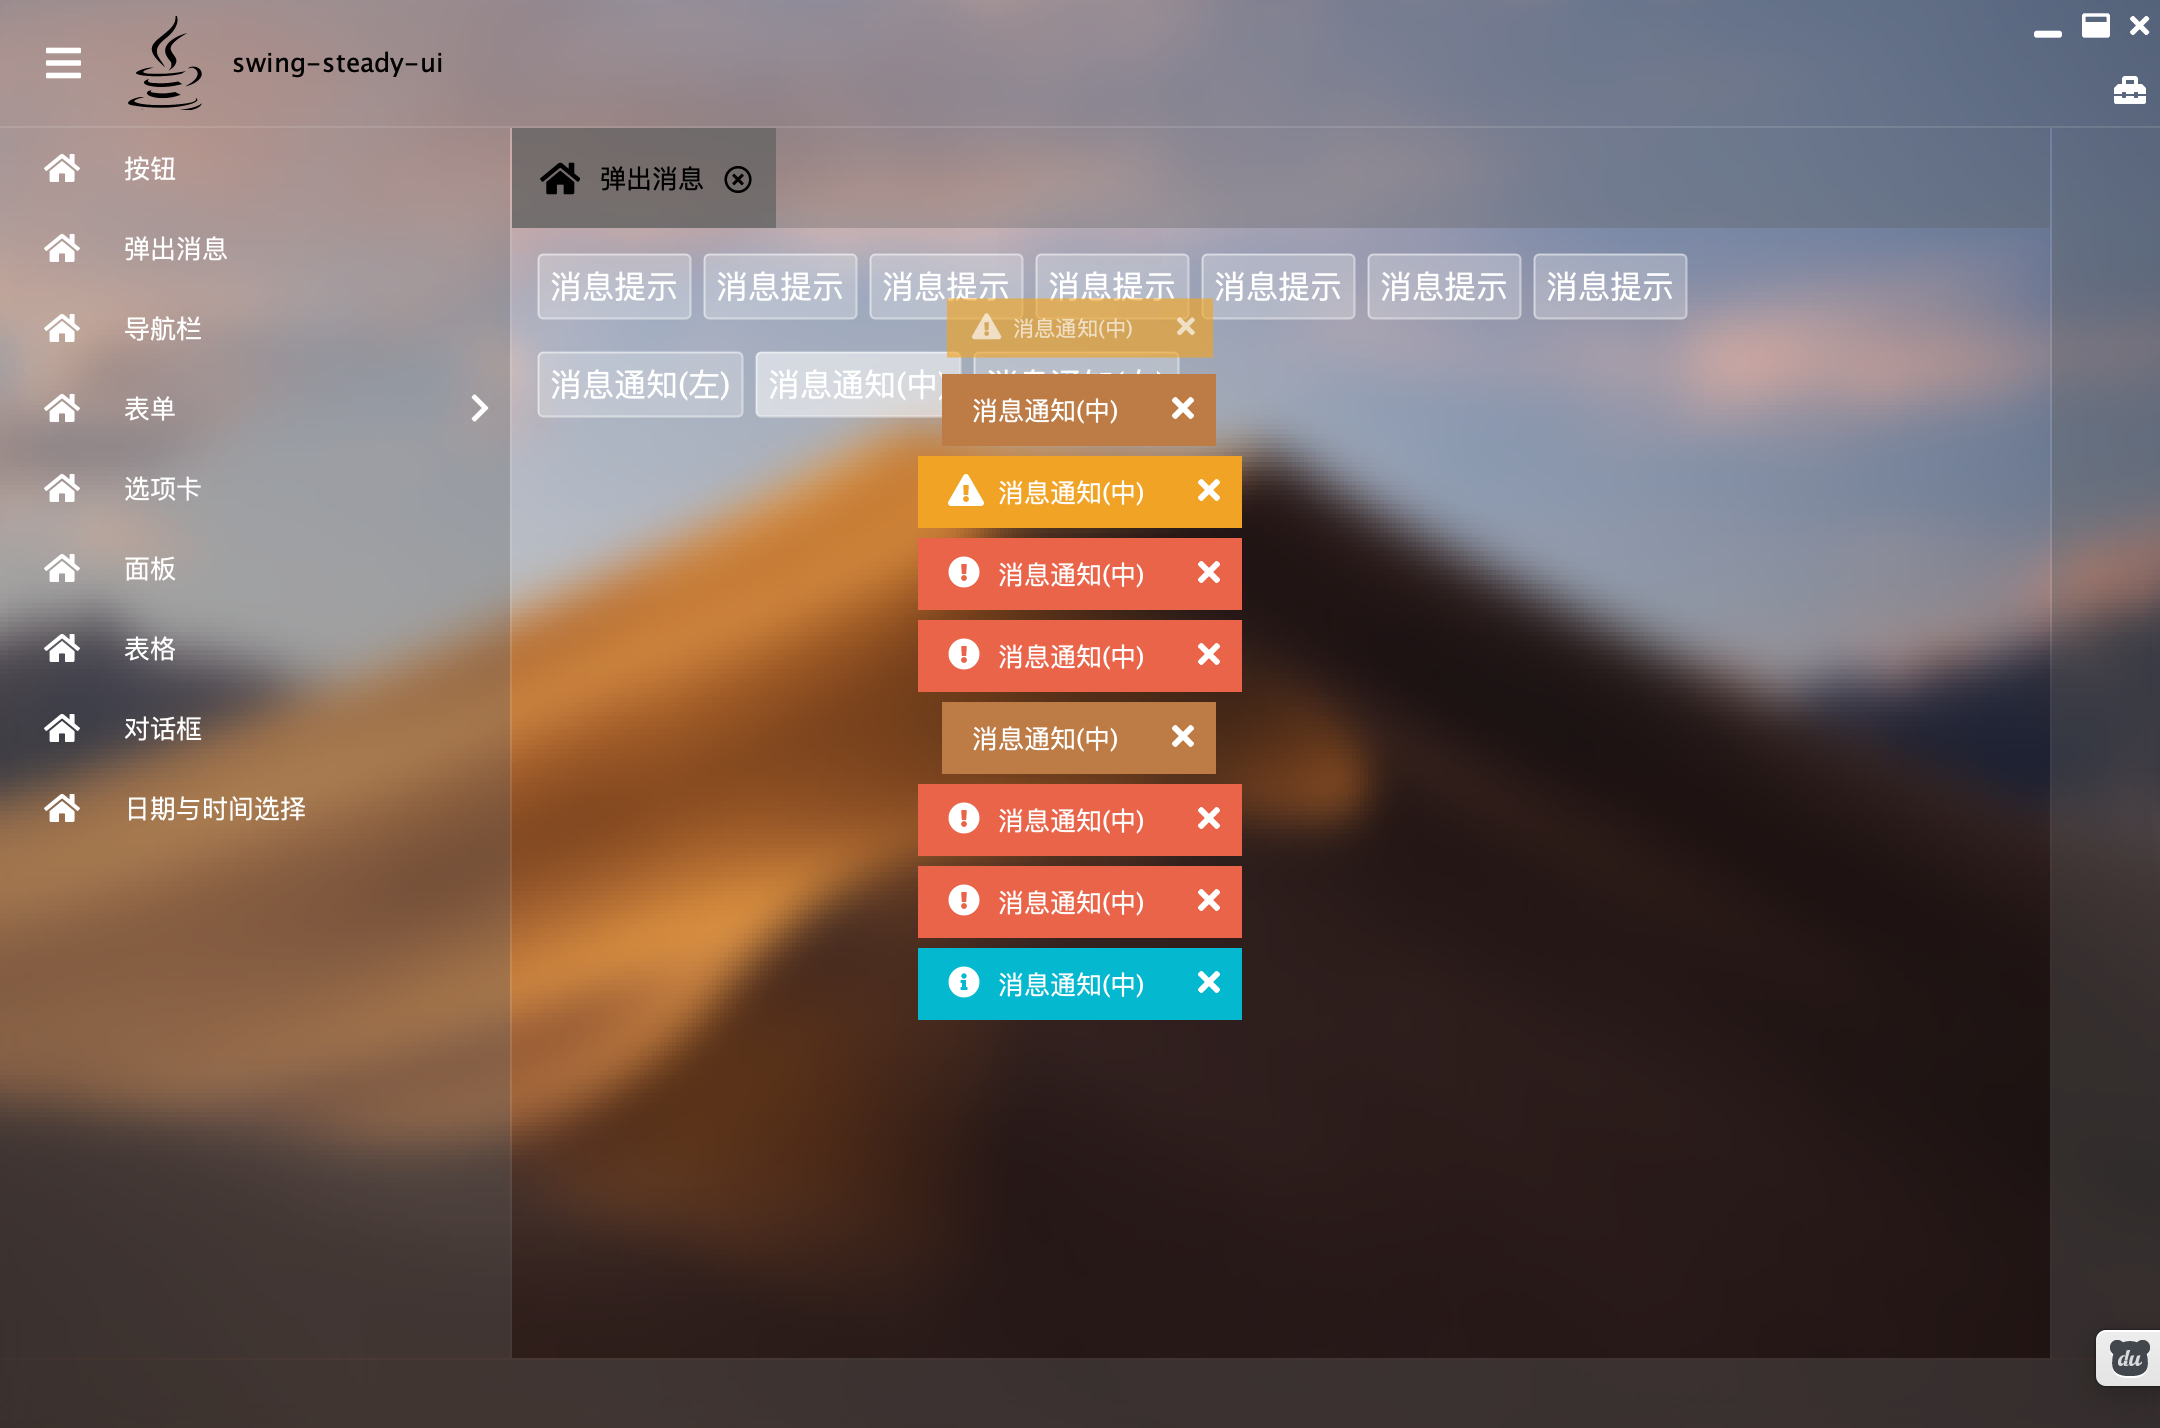 swing-steady-ui
按钮
弹出消息
导航栏
表单
选项卡
面板
表格
对话框
日期与时间选择
弹出消息
消息提示 消息提示 消息提示 消息提示 消息提示 消息提示 消息提示
消息通知(中)
消息通知(左) 消息通知(中)
消息通知(中)
消息通知(中)
消息通知(中)
消息通知(中)
消息通知(中)
消息通知(中)
消息通知(中)
消息通知(中)
du